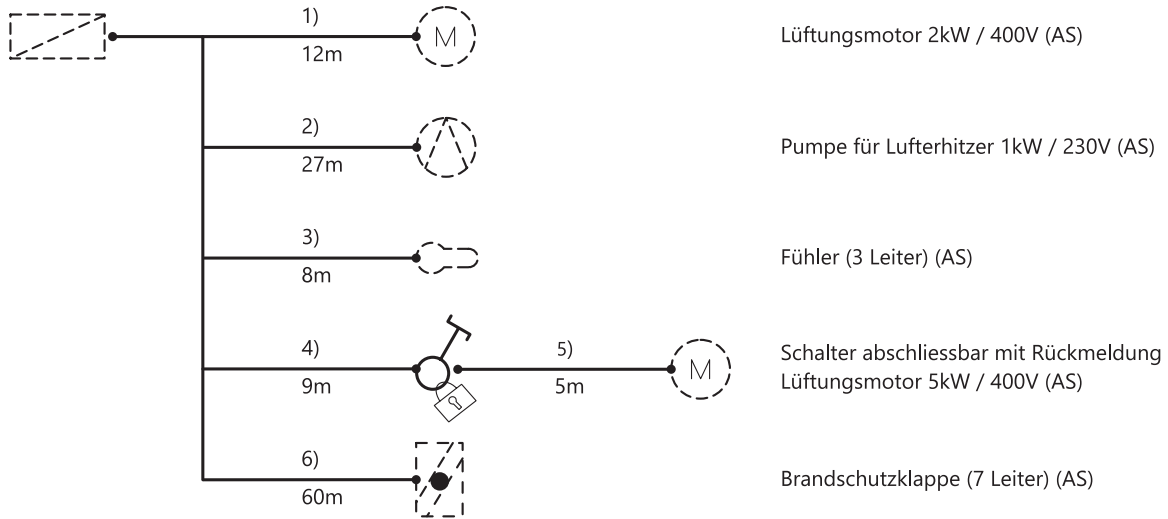 1)
12m
M
Lüftungsmotor 2kW / 400V (AS)
2)
27m
Pumpe für Lufterhitzer 1kW / 230V (AS)
3)
8m
Fühler (3 Leiter) (AS)
4)
9m
5)
5m
M
Schalter abschliessbar mit Rückmeldung
Lüftungsmotor 5kW / 400V (AS)
6)
60m
Brandschutzklappe (7 Leiter) (AS)